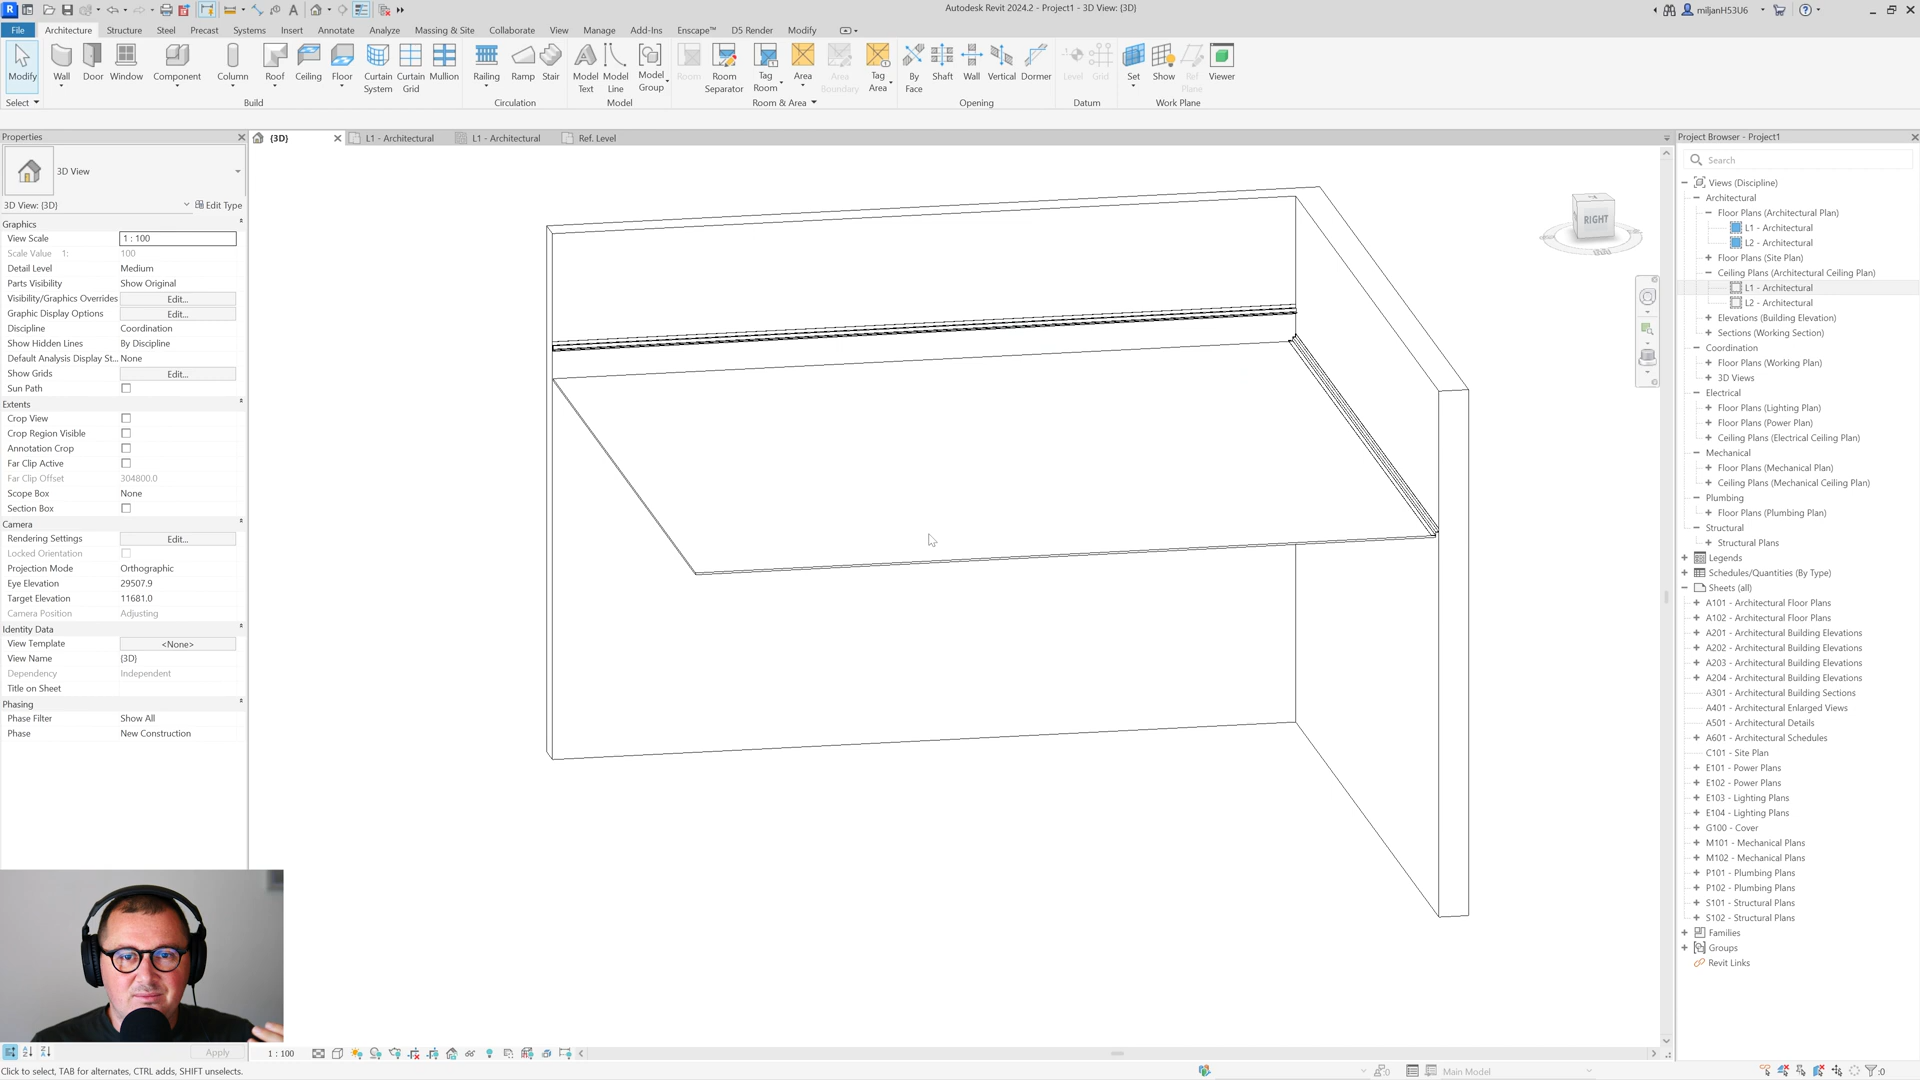 Autodesk Revit 2024.2 - Project1 - 3D View: {3D}
miljanH53U6
File Architecture Structure Steel Precast Systems Insert Annotate Analyze Massing & Site Collaborate View Manage Add-Ins Enscape™ D5 Render Modify
Modify Wall Door Window Component Column Roof Ceiling Floor Curtain System Curtain Grid Mullion Railing Ramp Stair Model Text Model Line Model Group Room Room Separator Tag Room Area Area Boundary Tag Area By Face Shaft Wall Vertical Dormer Level Grid Set Show Ref Plane Viewer
Select Build Circulation Model Room & Area Opening Datum Work Plane
Properties
{3D} L1 - Architectural L1 - Architectural Ref. Level
3D View
3D View: {3D} Edit Type
Graphics
View Scale 1 : 100
Scale Value 1: 100
Detail Level Medium
Parts Visibility Show Original
Visibility/Graphics Overrides Edit...
Graphic Display Options Edit...
Discipline Coordination
Show Hidden Lines By Discipline
Default Analysis Display St... None
Show Grids Edit...
Sun Path
Extents
Crop View
Crop Region Visible
Annotation Crop
Far Clip Active
Far Clip Offset 304800.0
Scope Box None
Section Box
Camera
Rendering Settings Edit...
Locked Orientation
Projection Mode Orthographic
Eye Elevation 29507.9
Target Elevation 11681.0
Camera Position Adjusting
Identity Data
View Template <None>
View Name {3D}
Dependency Independent
Title on Sheet
Phasing
Phase Filter Show All
Phase New Construction
Apply
RIGHT
Project Browser - Project1
Search
Views (Discipline)
Architectural
Floor Plans (Architectural Plan)
L1 - Architectural
L2 - Architectural
Floor Plans (Site Plan)
Ceiling Plans (Architectural Ceiling Plan)
L1 - Architectural
L2 - Architectural
Elevations (Building Elevation)
Sections (Working Section)
Coordination
Floor Plans (Working Plan)
3D Views
Electrical
Floor Plans (Lighting Plan)
Floor Plans (Power Plan)
Ceiling Plans (Electrical Ceiling Plan)
Mechanical
Floor Plans (Mechanical Plan)
Ceiling Plans (Mechanical Ceiling Plan)
Plumbing
Floor Plans (Plumbing Plan)
Structural
Structural Plans
Legends
Schedules/Quantities (By Type)
Sheets (all)
A101 - Architectural Floor Plans
A102 - Architectural Floor Plans
A201 - Architectural Building Elevations
A202 - Architectural Building Elevations
A203 - Architectural Building Elevations
A204 - Architectural Building Elevations
A301 - Architectural Building Sections
A401 - Architectural Enlarged Views
A501 - Architectural Details
A601 - Architectural Schedules
C101 - Site Plan
E101 - Power Plans
E102 - Power Plans
E103 - Lighting Plans
E104 - Lighting Plans
G100 - Cover
M101 - Mechanical Plans
M102 - Mechanical Plans
P101 - Plumbing Plans
P102 - Plumbing Plans
S101 - Structural Plans
S102 - Structural Plans
Families
Groups
Revit Links
1 : 100
Click to select, TAB for alternates, CTRL adds, SHIFT unselects.
:0
Main Model
:0